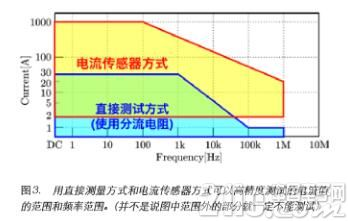 1000
100
50
30
20
10
5
2
1
Current[A]
电流传感器方式
直接测试方式
(使用分流电阻)
DC 1 10 100 1k 10k 100k 1M 10M
Frequency[Hz]
图3. 用直接测量方式和电流传感器方式可以高精度测试的电流值
的范围和频率范围。(并不是说图中范围外的部分就一定不能测试)